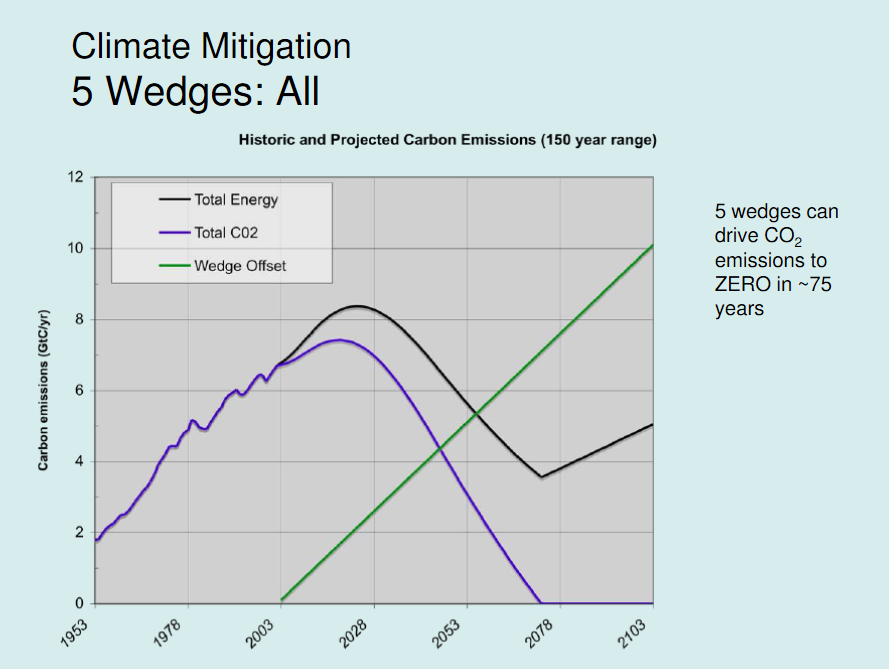 Climate Mitigation
5 Wedges: All
Historic and Projected Carbon Emissions (150 year range)
12
10
8
6
4
2
0
Carbon emissions (GtC/yr)
Total Energy
Total C02
Wedge Offset
1953
1978
2003
2028
2053
2078
2103
5 wedges can
drive CO₂
emissions to
ZERO in ~75
years